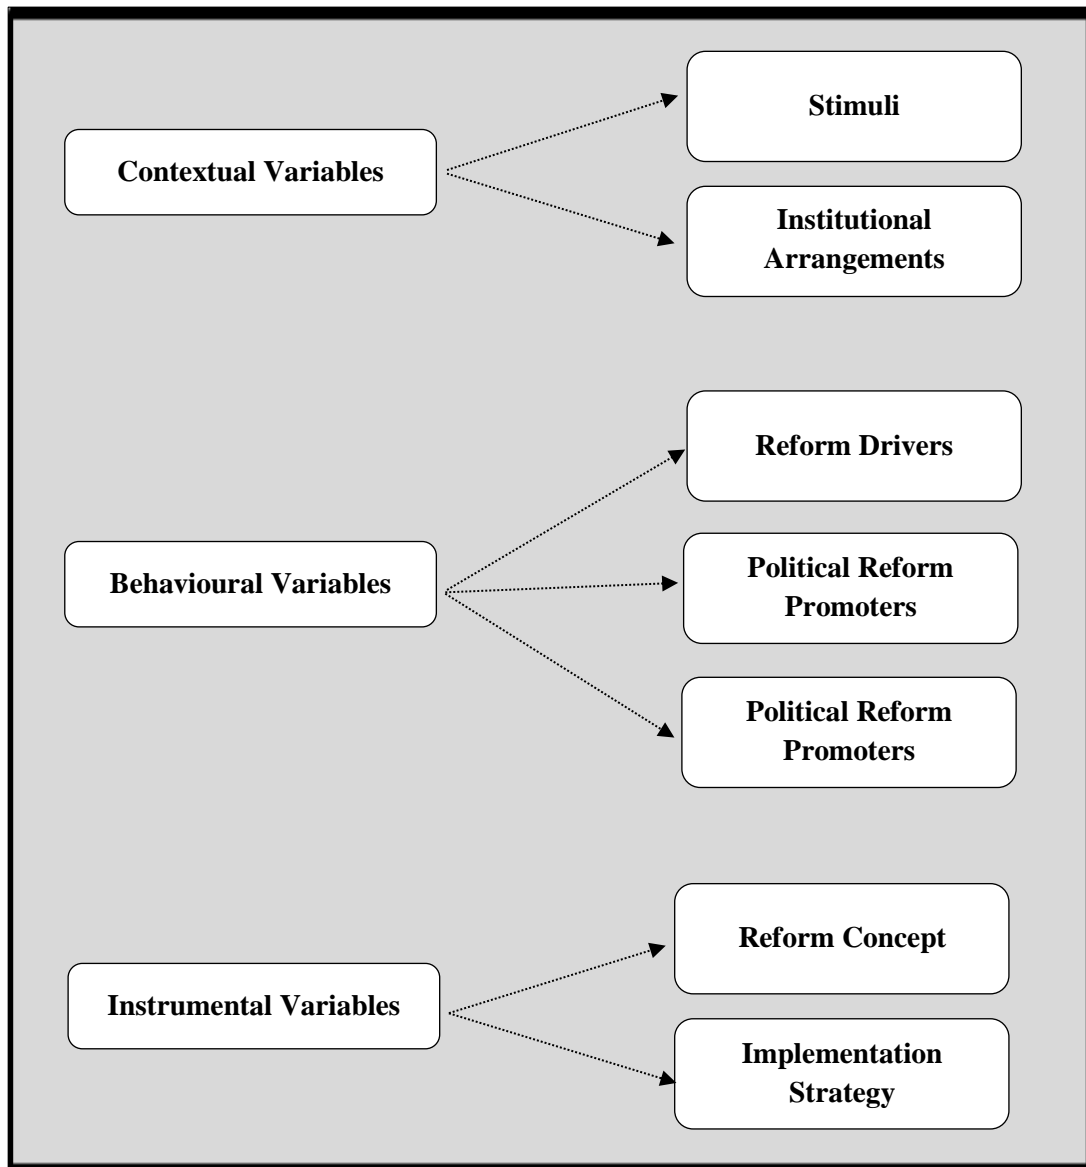 Contextual Variables
Stimuli
Institutional
Arrangements
Behavioural Variables
Reform Drivers
Political Reform
Promoters
Political Reform
Promoters
Instrumental Variables
Reform Concept
Implementation
Strategy